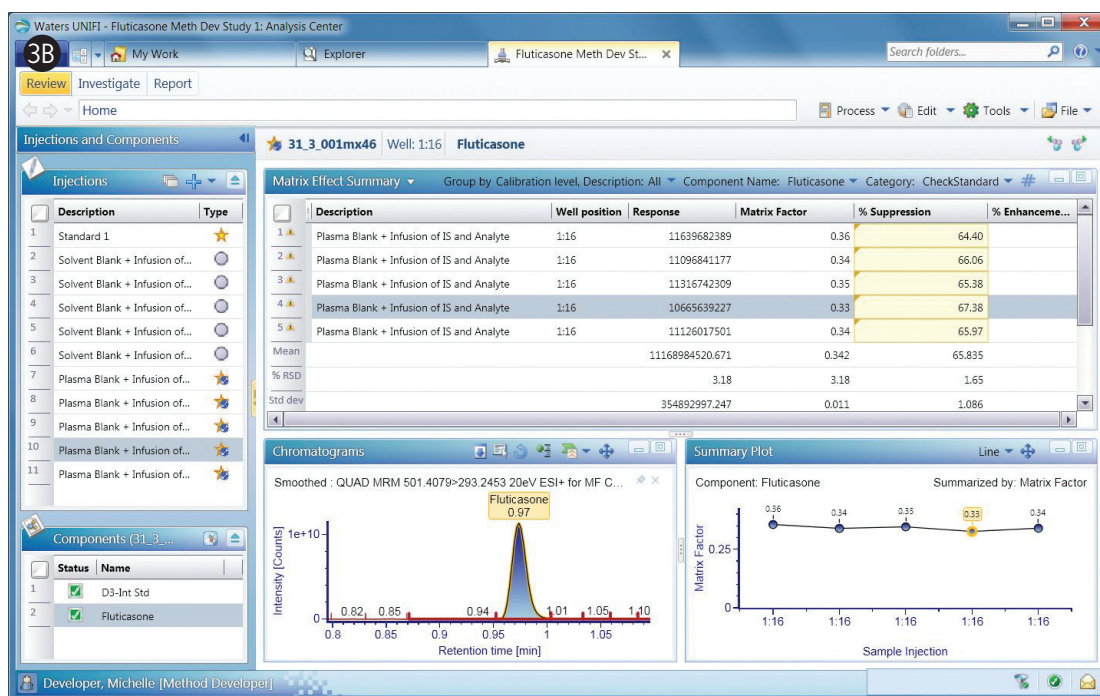 Waters UNIFI - Fluticasone Meth Dev Study 1: Analysis Center
3B
My Work
Explorer
Fluticasone Meth Dev St...
Search folders...
Review Investigate Report
Home
Process Edit Tools File
Injections and Components
31_3_001mx46 Well: 1:16 Fluticasone
Injections
Description Type
1 Standard 1
2 Solvent Blank + Infusion of...
3 Solvent Blank + Infusion of...
4 Solvent Blank + Infusion of...
5 Solvent Blank + Infusion of...
6 Solvent Blank + Infusion of...
7 Plasma Blank + Infusion of...
8 Plasma Blank + Infusion of...
9 Plasma Blank + Infusion of...
10 Plasma Blank + Infusion of...
11 Plasma Blank + Infusion of...
Matrix Effect Summary Group by Calibration level, Description: All Component Name: Fluticasone Category: CheckStandard
Description Well position Response Matrix Factor % Suppression % Enhanceme...
1 Plasma Blank + Infusion of IS and Analyte 1:16 11639682389 0.36 64.40
2 Plasma Blank + Infusion of IS and Analyte 1:16 11096841177 0.34 66.06
3 Plasma Blank + Infusion of IS and Analyte 1:16 11316742309 0.35 65.38
4 Plasma Blank + Infusion of IS and Analyte 1:16 10665639227 0.33 67.38
5 Plasma Blank + Infusion of IS and Analyte 1:16 11126017501 0.34 65.97
Mean 11168984520.671 0.342 65.835
% RSD 3.18 3.18 1.65
Std dev 354892997.247 0.011 1.086
Components (31_3_...
Status Name
1 D3-Int Std
2 Fluticasone
Chromatograms
Smoothed : QUAD MRM 501.4079>293.2453 20eV ESI+ for MF C...
Fluticasone
0.97
Intensity [Counts]
1e+10
0
0.82 0.85 0.94 1.01 1.05 1.10
0.8 0.85 0.9 0.95 1 1.05
Retention time [min]
Summary Plot Line
Component: Fluticasone Summarized by: Matrix Factor
Matrix Factor
0.36 0.34 0.35 0.33 0.34
0.25
0
1:16 1:16 1:16 1:16 1:16
Sample Injection
Developer, Michelle [Method Developer]